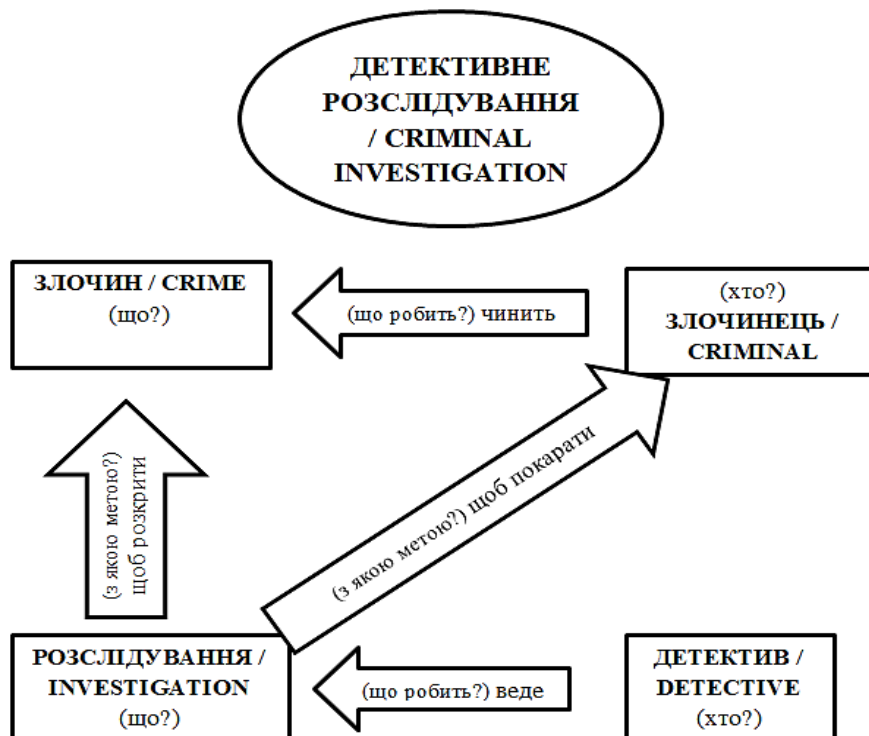 ДЕТЕКТИВНЕ
РОЗСЛІДУВАННЯ
/ CRIMINAL
INVESTIGATION
ЗЛОЧИН / CRIME
(що?)
(що робить?) чинить
(хто?)
ЗЛОЧИНЕЦЬ /
CRIMINAL
(з якою метою?)
щоб розкрити
(з якою метою?) щоб покарати
РОЗСЛІДУВАННЯ /
INVESTIGATION
(що?)
(що робить?) веде
ДЕТЕКТИВ /
DETECTIVE
(хто?)